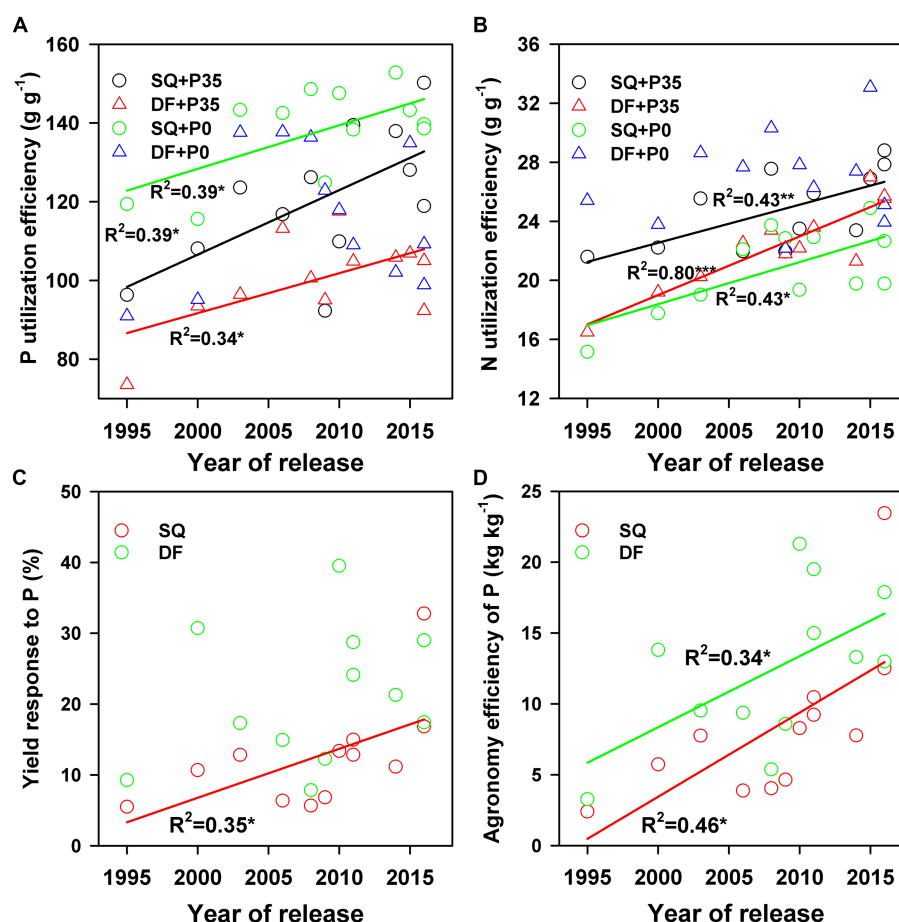 A
P utilization efficiency (g g⁻¹)
160
140
120
100
80
SQ+P35
DF+P35
SQ+P0
DF+P0
R²=0.39*
R²=0.39*
R²=0.34*
1995 2000 2005 2010 2015
Year of release
B
N utilization efficiency (g g⁻¹)
36
32
28
24
20
16
12
SQ+P35
DF+P35
SQ+P0
DF+P0
R²=0.43**
R²=0.80***
R²=0.43*
1995 2000 2005 2010 2015
Year of release
C
Yield response to P (%)
50
40
30
20
10
0
SQ
DF
R²=0.35*
1995 2000 2005 2010 2015
Year of release
D
Agronomy efficiency of P (kg kg⁻¹)
25
20
15
10
5
0
SQ
DF
R²=0.34*
R²=0.46*
1995 2000 2005 2010 2015
Year of release